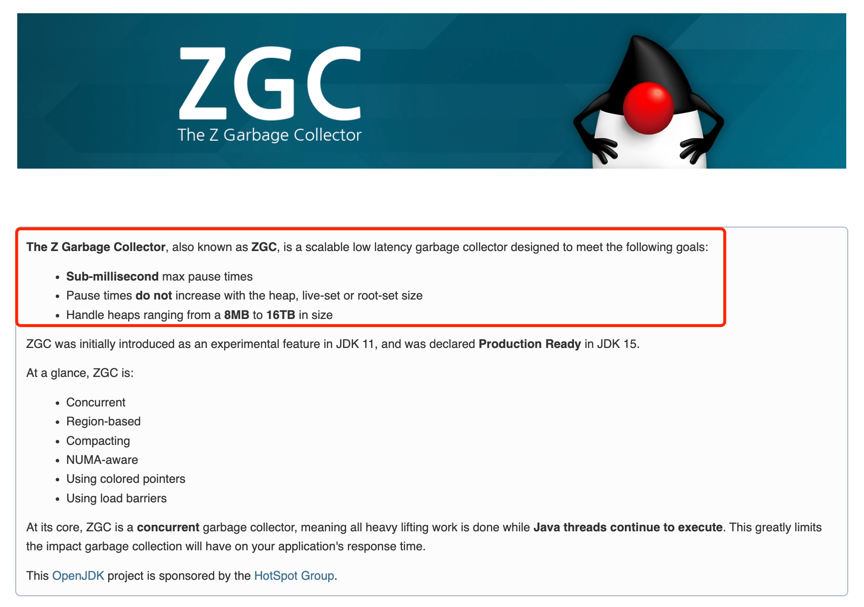 ZGC
The Z Garbage Collector
The Z Garbage Collector, also known as ZGC, is a scalable low latency garbage collector designed to meet the following goals:
• Sub-millisecond max pause times
• Pause times do not increase with the heap, live-set or root-set size
• Handle heaps ranging from a 8MB to 16TB in size
ZGC was initially introduced as an experimental feature in JDK 11, and was declared Production Ready in JDK 15.
At a glance, ZGC is:
• Concurrent
• Region-based
• Compacting
• NUMA-aware
• Using colored pointers
• Using load barriers
At its core, ZGC is a concurrent garbage collector, meaning all heavy lifting work is done while Java threads continue to execute. This greatly limits
the impact garbage collection will have on your application's response time.
This OpenJDK project is sponsored by the HotSpot Group.